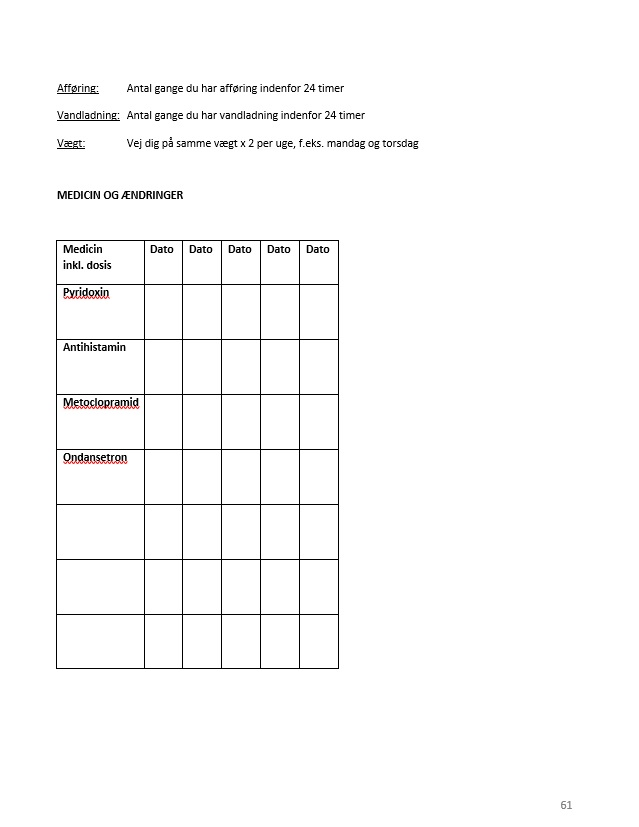 Afføring: Antal gange du har afføring indenfor 24 timer
Vandladning: Antal gange du har vandladning indenfor 24 timer
Vægt: Vej dig på samme vægt x 2 per uge, f.eks. mandag og torsdag
MEDICIN OG ÆNDRINGER
Medicin Dato Dato Dato Dato Dato
inkl. dosis
Pyridoxin
Antihistamin
Metoclopramid
Ondansetron
61